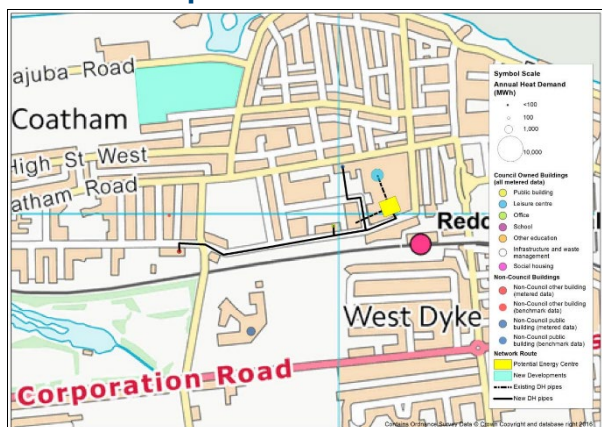 ajuba Road
Coatham
High St West
atham Road
Redc
West Dyke
Corporation Road
Symbol Scale
Annual Heat Demand
(MWh)
<100
100
1,000
10,000
Council Owned Buildings
(all metered data)
Public building
Leisure centre
Office
School
Other education
Infrastructure and waste
management
Social housing
Non-Council Buildings
Non-Council other building
(metered data)
Non-Council other building
(benchmark data)
Non-Council public
building (metered data)
Non-Council public
building (benchmark data)
Network Route
Potential Energy Centre
New Developments
Existing DH pipes
New DH pipes
Contains Ordnance Survey Data © Crown Copyright and database right 2016